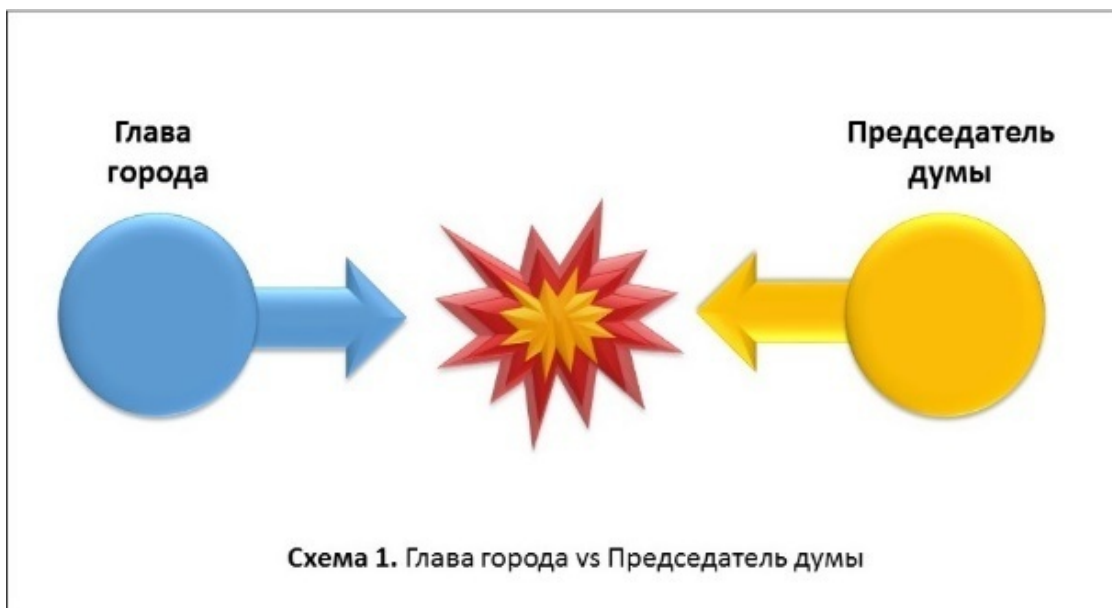 Глава
города
Председатель
думы
Схема 1. Глава города vs Председатель думы